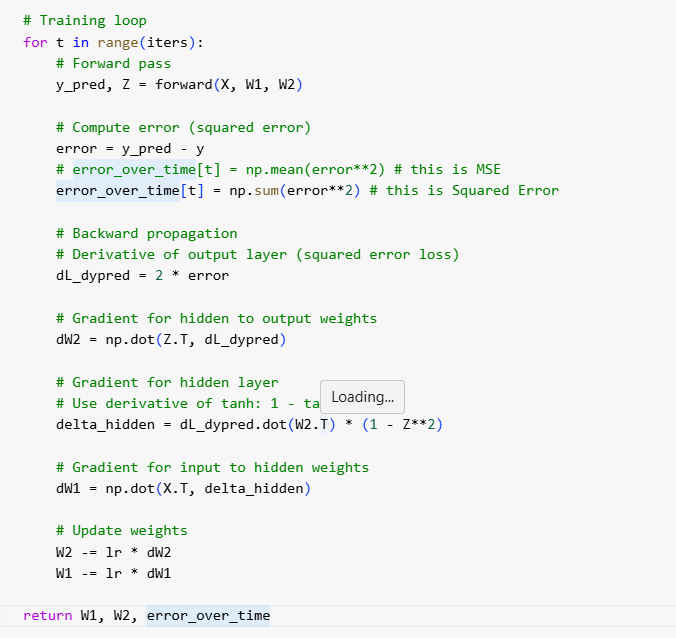 # Training loop
for t in range(iters):
    # Forward pass
    y_pred, Z = forward(X, W1, W2)

    # Compute error (squared error)
    error = y_pred - y
    # error_over_time[t] = np.mean(error**2) # this is MSE
    error_over_time[t] = np.sum(error**2) # this is Squared Error

    # Backward propagation
    # Derivative of output layer (squared error loss)
    dL_dypred = 2 * error

    # Gradient for hidden to output weights
    dW2 = np.dot(Z.T, dL_dypred)

    # Gradient for hidden layer
Loading...
    # Use derivative of tanh: 1 - ta
    delta_hidden = dL_dypred.dot(W2.T) * (1 - Z**2)

    # Gradient for input to hidden weights
    dW1 = np.dot(X.T, delta_hidden)

    # Update weights
    W2 -= lr * dW2
    W1 -= lr * dW1

return W1, W2, error_over_time